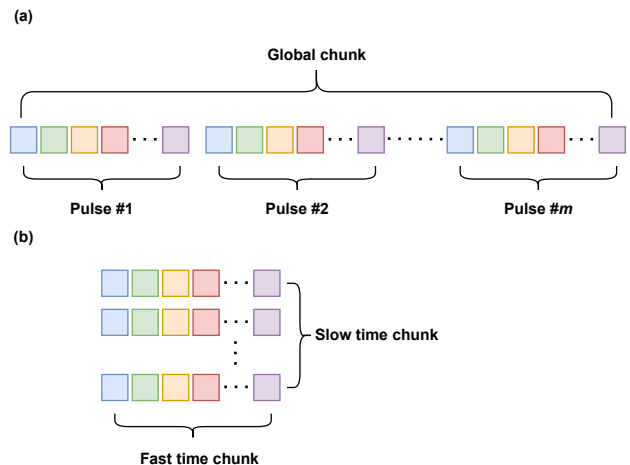 (a)
Global chunk
Pulse #1
Pulse #2
Pulse #m
(b)
Slow time chunk
Fast time chunk